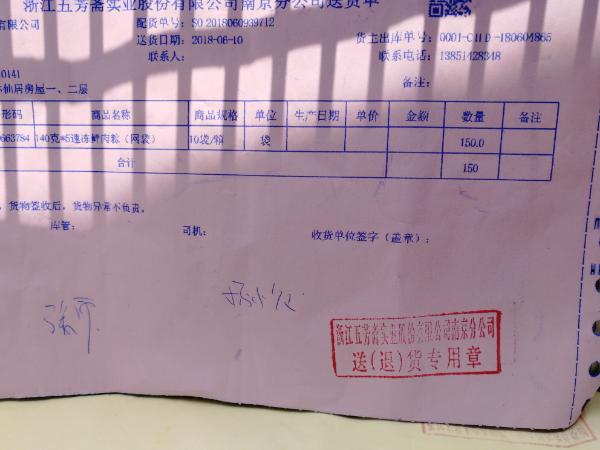 浙江五芳斋实业股份有限公司南京分公司送货单
有限公司 配货单号: SO2018060939712
送货日期: 2018-06-10 货主出库单号: 0001-CHD-180604865
联系人: 联系电话: 13851428348
0141
仙居房屋一、二层 备注:
形码 商品名称 商品规格 单位 生产日期 单价 金额 数量 备注
663784 140克*5速冻鲜肉粽（网袋） 10袋/箱 袋 150.0
合计 150
，货物签收后，货物异常不负责。
库管: 司机: 收货单位签字（盖章）:
浙江五芳斋实业股份有限公司南京分公司
送(退)货专用章